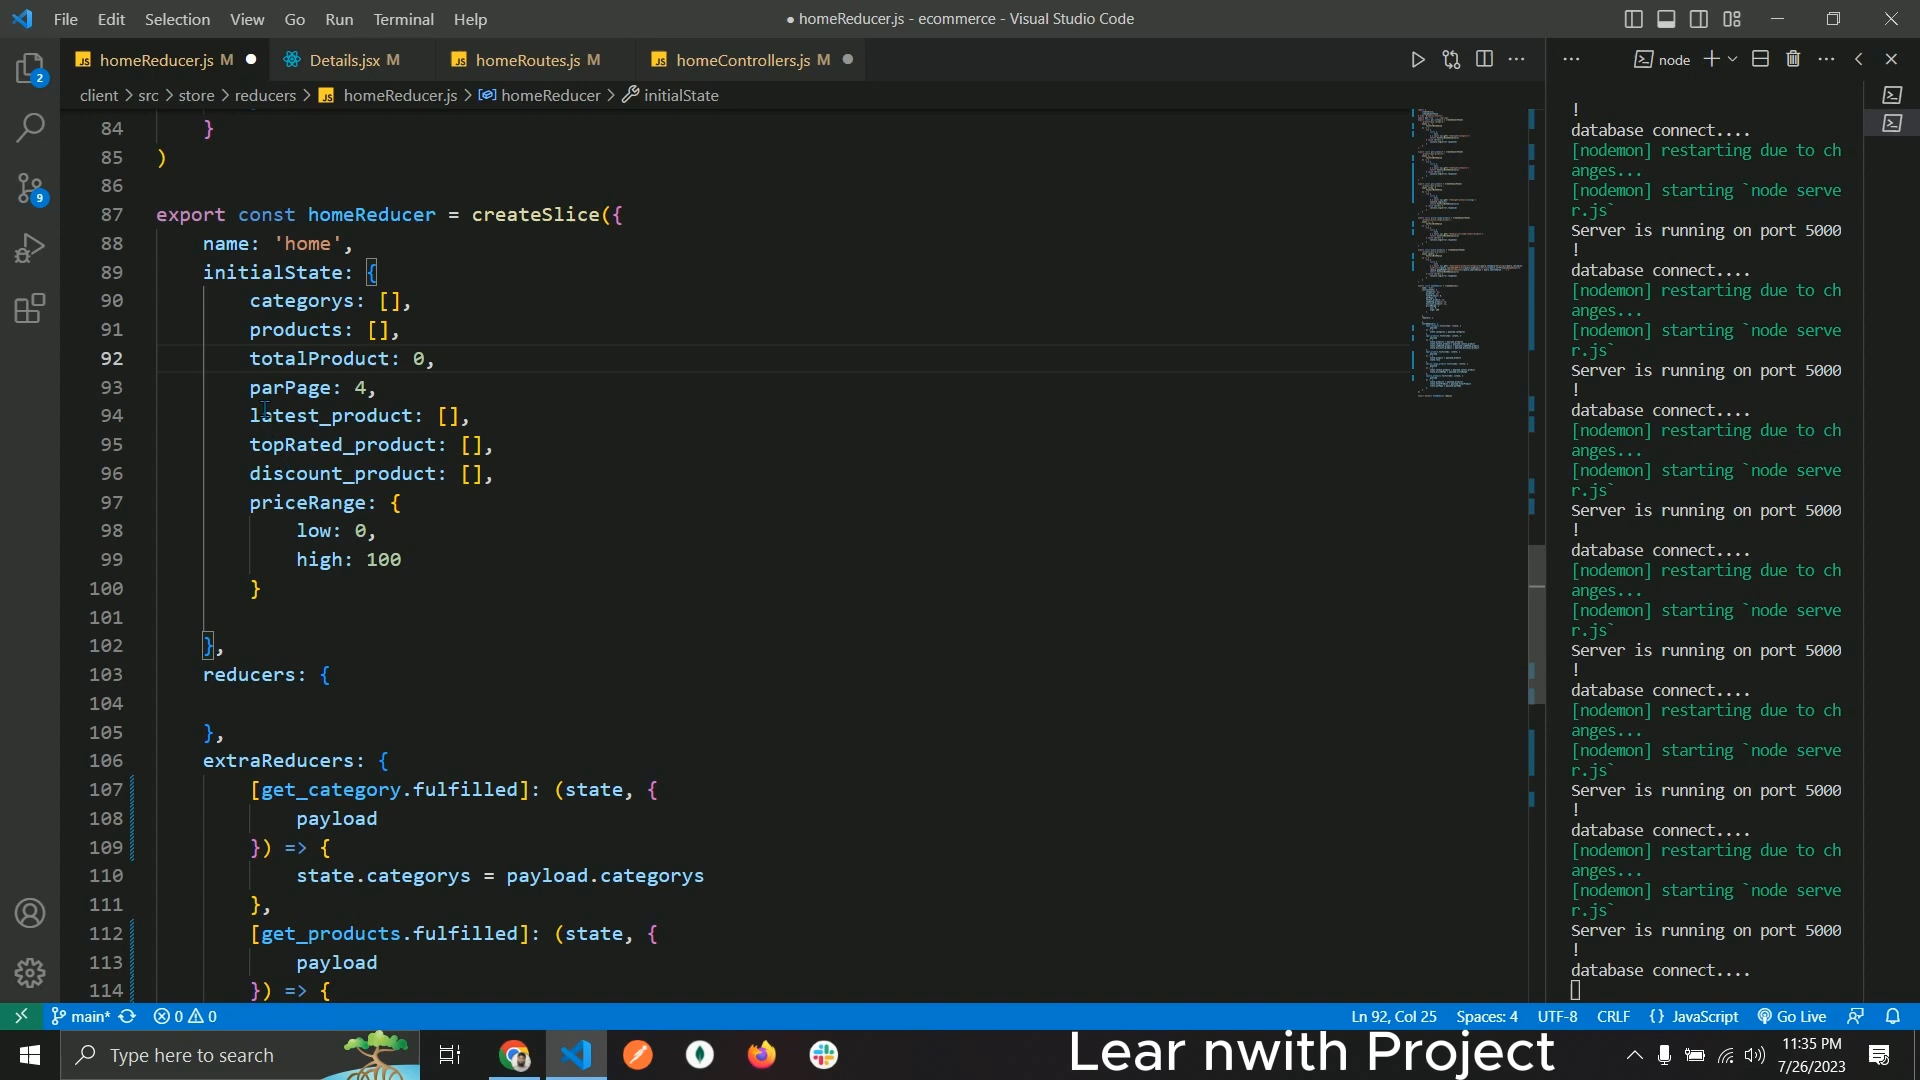 File Edit Selection View Go Run Terminal Help
● homeReducer.js - ecommerce - Visual Studio Code
JS homeReducer.js M ●
Details.jsx M
JS homeRoutes.js M
JS homeControllers.js M ●
node
client > src > store > reducers > JS homeReducer.js > homeReducer > initialState
84 }
85 )
86
87 export const homeReducer = createSlice({
88 name: 'home',
89 initialState: {
90 categorys: [],
91 products: [],
92 totalProduct: 0,
93 parPage: 4,
94 latest_product: [],
95 topRated_product: [],
96 discount_product: [],
97 priceRange: {
98 low: 0,
99 high: 100
100 }
101
102 },
103 reducers: {
104
105 },
106 extraReducers: {
107 [get_category.fulfilled]: (state, {
108 payload
109 }) => {
110 state.categorys = payload.categorys
111 },
112 [get_products.fulfilled]: (state, {
113 payload
114 }) => {
!
database connect....
[nodemon] restarting due to ch
anges...
[nodemon] starting `node serve
r.js`
Server is running on port 5000
!
database connect....
[nodemon] restarting due to ch
anges...
[nodemon] starting `node serve
r.js`
Server is running on port 5000
!
database connect....
[nodemon] restarting due to ch
anges...
[nodemon] starting `node serve
r.js`
Server is running on port 5000
!
database connect....
[nodemon] restarting due to ch
anges...
[nodemon] starting `node serve
r.js`
Server is running on port 5000
!
database connect....
[nodemon] restarting due to ch
anges...
[nodemon] starting `node serve
r.js`
Server is running on port 5000
!
database connect....
[nodemon] restarting due to ch
anges...
[nodemon] starting `node serve
r.js`
Server is running on port 5000
!
database connect....
2
9
main* 0 0
Ln 92, Col 25 Spaces: 4 UTF-8 CRLF {} JavaScript Go Live
Type here to search
Lear nwith Project
11:35 PM
7/26/2023